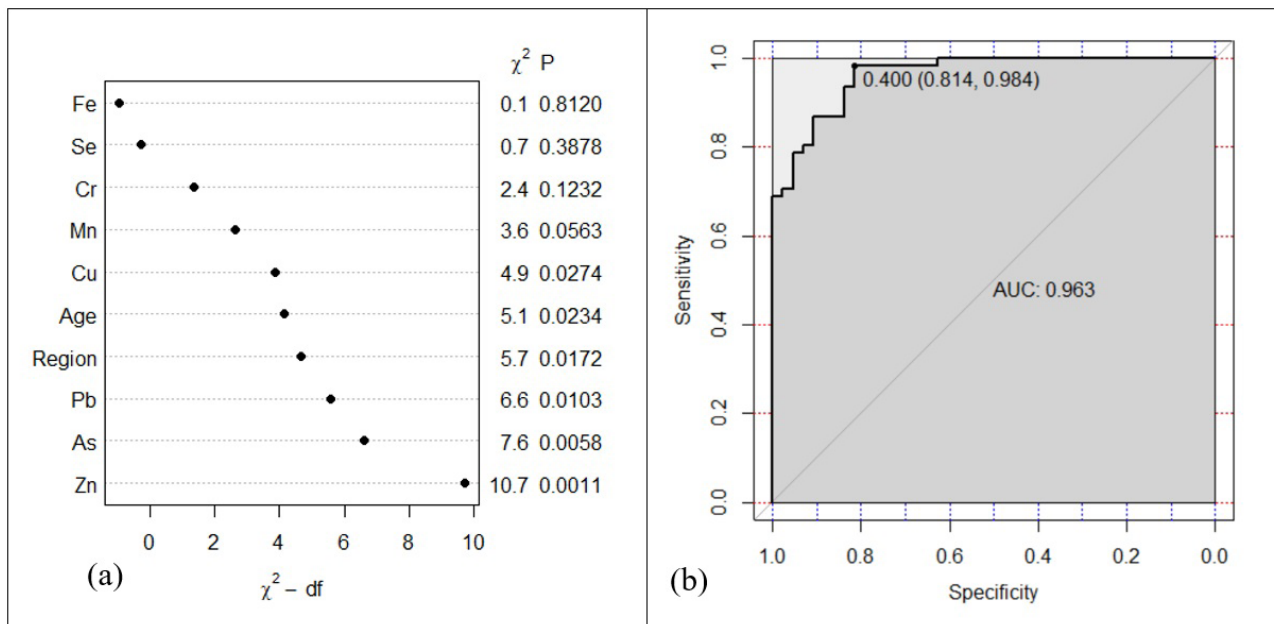 χ² P
Fe 0.1 0.8120
Se 0.7 0.3878
Cr 2.4 0.1232
Mn 3.6 0.0563
Cu 4.9 0.0274
Age 5.1 0.0234
Region 5.7 0.0172
Pb 6.6 0.0103
As 7.6 0.0058
Zn 10.7 0.0011
0 2 4 6 8 10
χ² – df
(a)
1.0
0.8
0.6
0.4
0.2
0.0
Sensitivity
0.400 (0.814, 0.984)
AUC: 0.963
1.0 0.8 0.6 0.4 0.2 0.0
Specificity
(b)